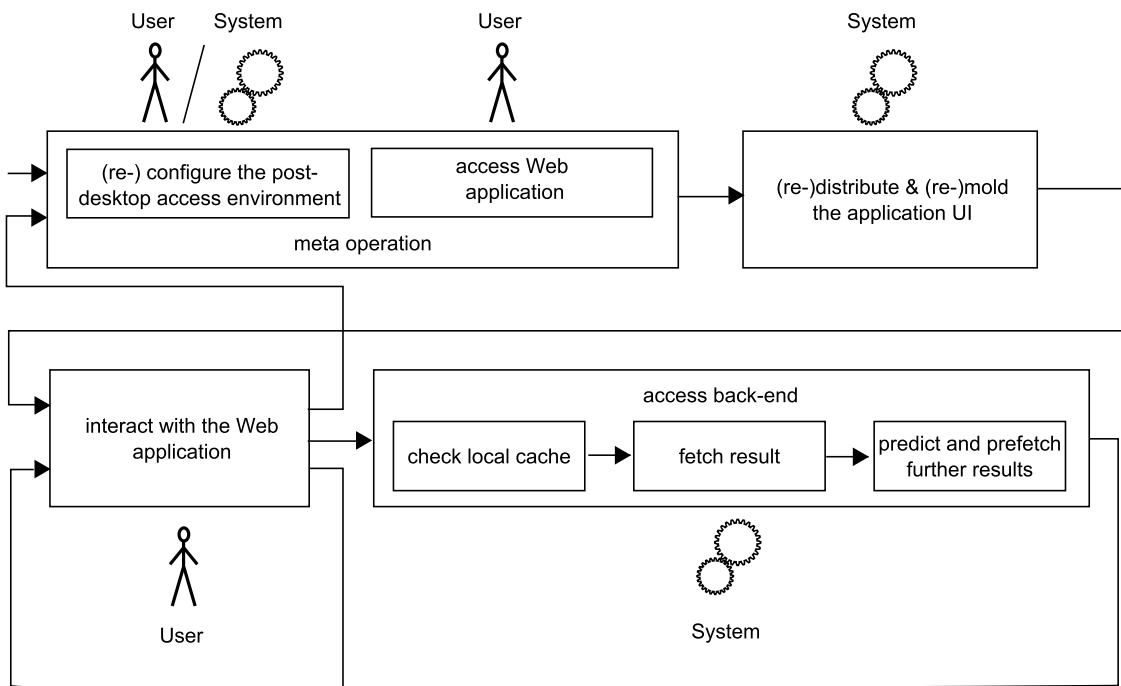 User
System
User
System
(re-) configure the post-
desktop access environment
access Web
application
meta operation
(re-)distribute & (re-)mold
the application UI
interact with the Web
application
access back-end
check local cache
fetch result
predict and prefetch
further results
User
System